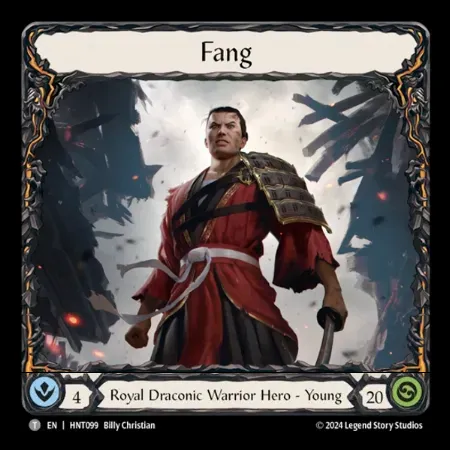 Fang
4
Royal Draconic Warrior Hero - Young
20
T EN | HNT099 Billy Christian
© 2024 Legend Story Studios